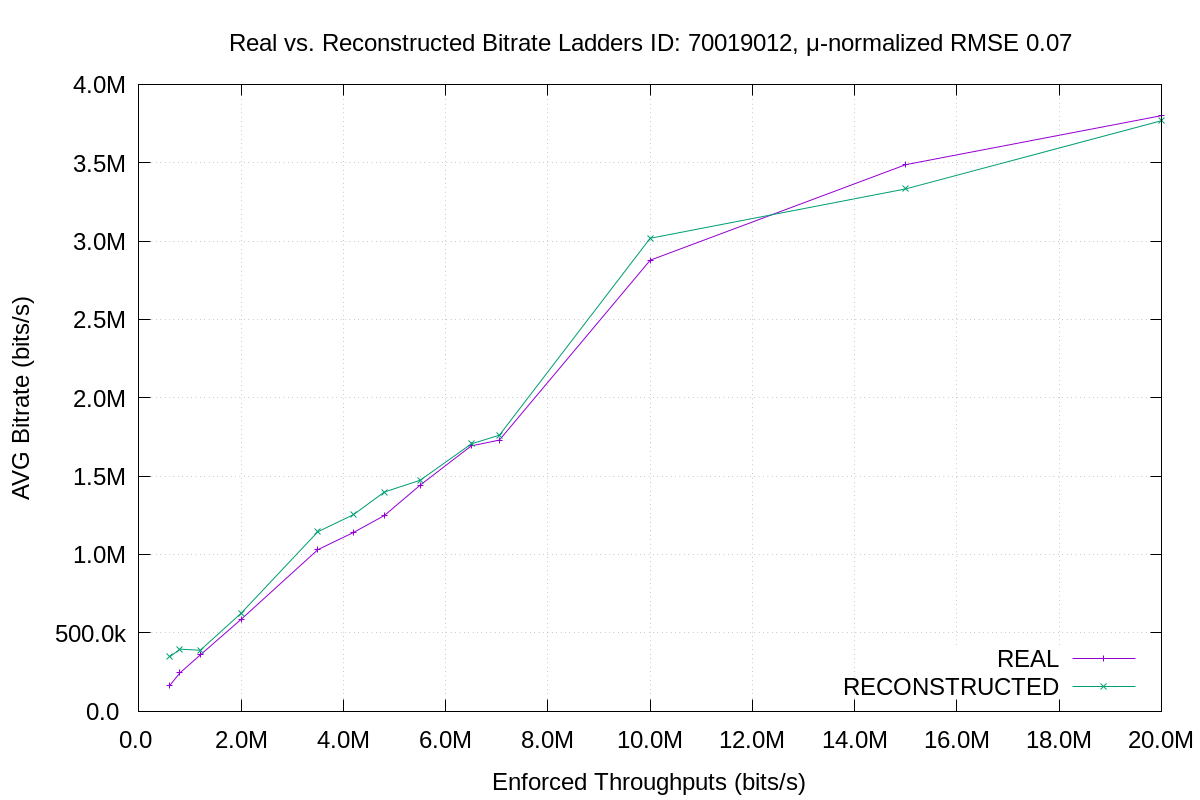 Real vs. Reconstructed Bitrate Ladders ID: 70019012, μ-normalized RMSE 0.07
4.0M
3.5M
3.0M
2.5M
2.0M
1.5M
1.0M
500.0k
0.0
AVG Bitrate (bits/s)
REAL
RECONSTRUCTED
0.0 2.0M 4.0M 6.0M 8.0M 10.0M 12.0M 14.0M 16.0M 18.0M 20.0M
Enforced Throughputs (bits/s)